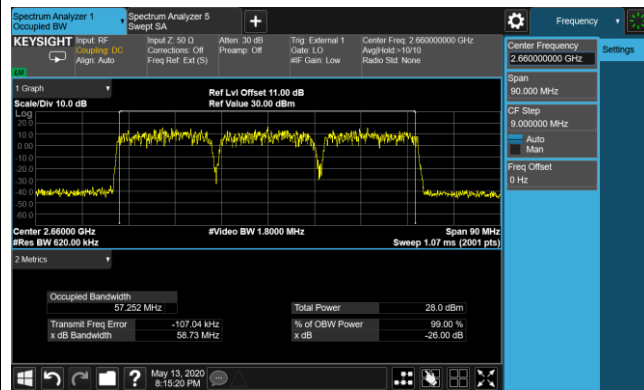 Spectrum Analyzer 1
Occupied BW
Spectrum Analyzer 5
Swept SA
Frequency
KEYSIGHT
Input: RF
Coupling: DC
Align: Auto
Input Z: 50 Ω
Corrections: Off
Freq Ref: Ext (S)
Atten: 30 dB
Preamp: Off
Trig: External 1
Gate: LO
#IF Gain: Low
Center Freq: 2.660000000 GHz
Avg|Hold:>10/10
Radio Std: None
Center Frequency
2.660000000 GHz
Settings
Span
90.000 MHz
CF Step
9.000000 MHz
Auto
Man
Freq Offset
0 Hz
1 Graph
Scale/Div 10.0 dB
Ref Lvl Offset 11.00 dB
Ref Value 30.00 dBm
Log
20.0
10.0
0.00
-10.0
-20.0
-30.0
-40.0
-50.0
-60.0
Center 2.66000 GHz
#Res BW 620.00 kHz
#Video BW 1.8000 MHz
Span 90 MHz
Sweep 1.07 ms (2001 pts)
2 Metrics
Occupied Bandwidth
57.252 MHz
Total Power
28.0 dBm
Transmit Freq Error
-107.04 kHz
% of OBW Power
99.00 %
x dB Bandwidth
58.73 MHz
x dB
-26.00 dB
May 13, 2020
8:15:20 PM